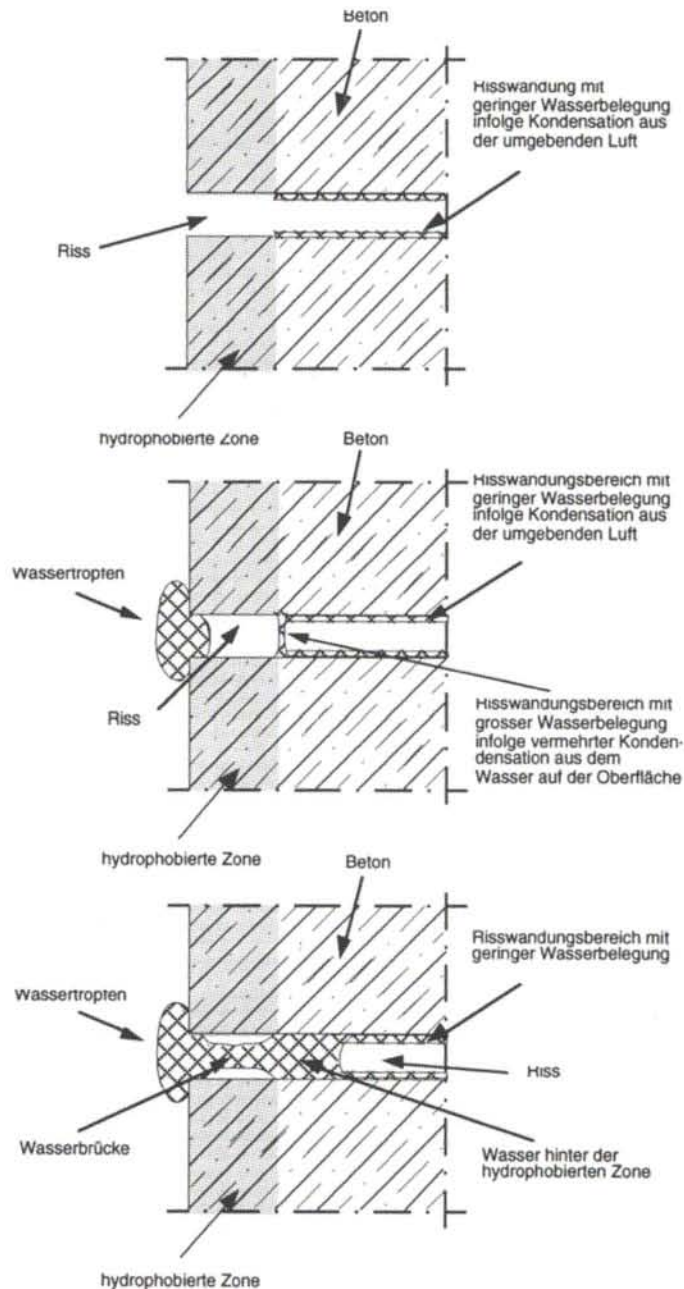 Beton
Risswandung mit
geringer Wasserbelegung
infolge Kondensation aus
der umgebenden Luft
Riss
hydrophobierte Zone
Beton
Risswandungsbereich mit
geringer Wasserbelegung
infolge Kondensation aus
der umgebenden Luft
Wassertropfen
Riss
Risswandungsbereich mit
grosser Wasserbelegung
infolge vermehrter Konden-
densation aus dem
Wasser auf der Oberfläche
hydrophobierte Zone
Beton
Risswandungsbereich mit
geringer Wasserbelegung
Wassertropfen
Riss
Wasserbrücke
Wasser hinter der
hydrophobierten Zone
hydrophobierte Zone